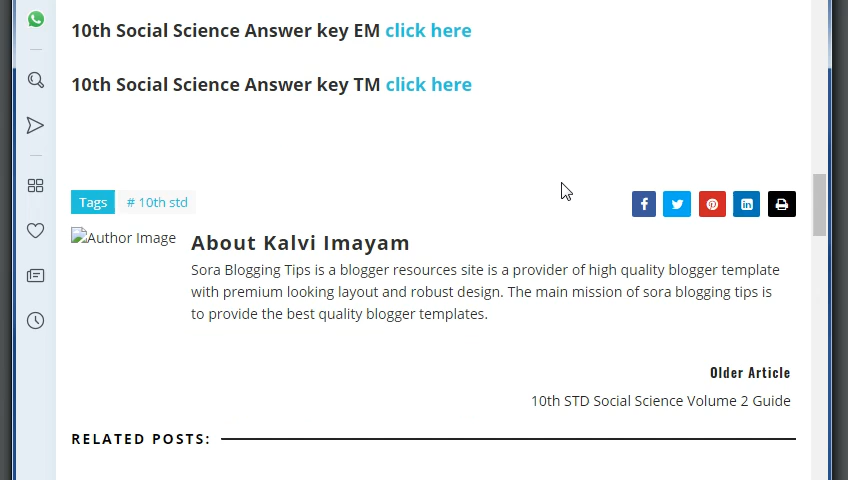 10th Social Science Answer key EM click here
10th Social Science Answer key TM click here
Tags # 10th std
Author Image
About Kalvi Imayam
Sora Blogging Tips is a blogger resources site is a provider of high quality blogger template
with premium looking layout and robust design. The main mission of sora blogging tips is
to provide the best quality blogger templates.
Older Article
10th STD Social Science Volume 2 Guide
RELATED POSTS: